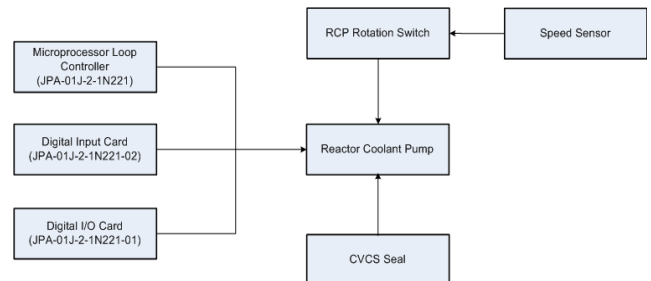 RCP Rotation Switch
Speed Sensor
Microprocessor Loop
Controller
(JPA-01J-2-1N221)
Digital Input Card
(JPA-01J-2-1N221-02)
Reactor Coolant Pump
Digital I/O Card
(JPA-01J-2-1N221-01)
CVCS Seal